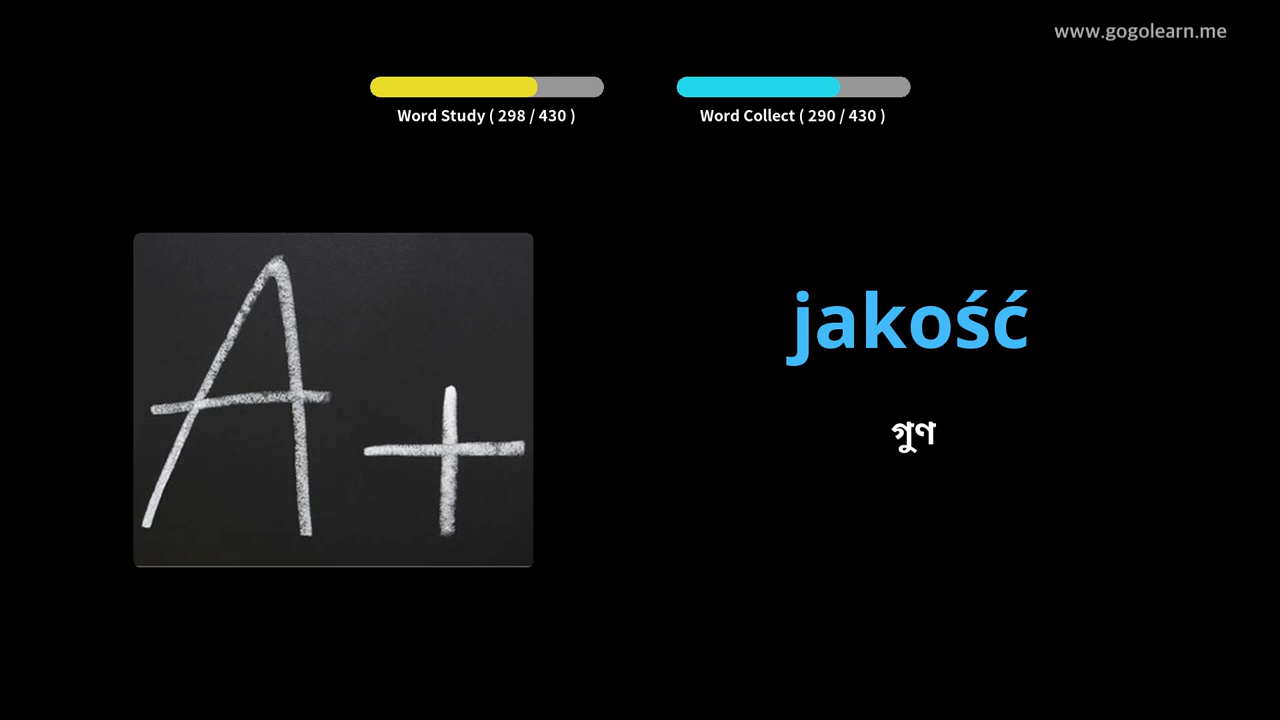 www.gogolearn.me
Word Study ( 298 / 430 )
Word Collect ( 290 / 430 )
A+
jakość
গুণ